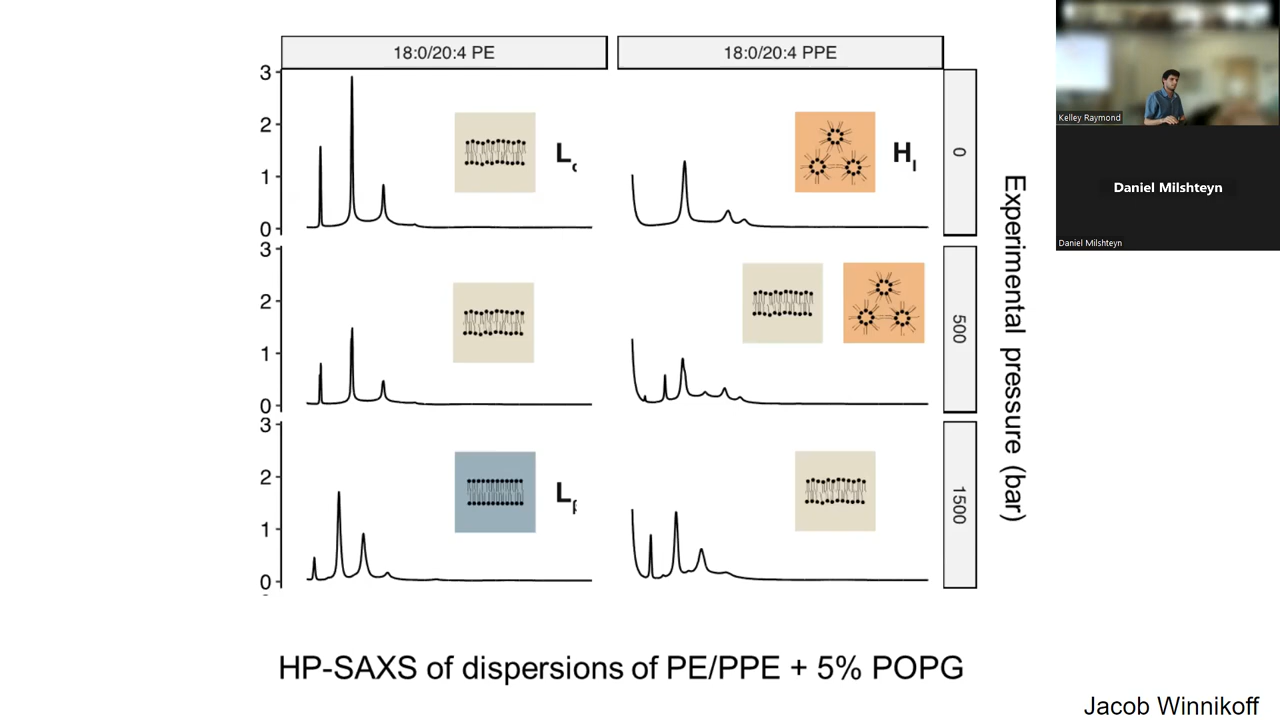 18:0/20:4 PE
18:0/20:4 PPE
3
2
1
0
L
H
0
3
2
1
0
500
3
2
1
0
L
1500
Experimental pressure (bar)
HP-SAXS of dispersions of PE/PPE + 5% POPG
Jacob Winnikoff
Kelley Raymond
Daniel Milshteyn
Daniel Milshteyn